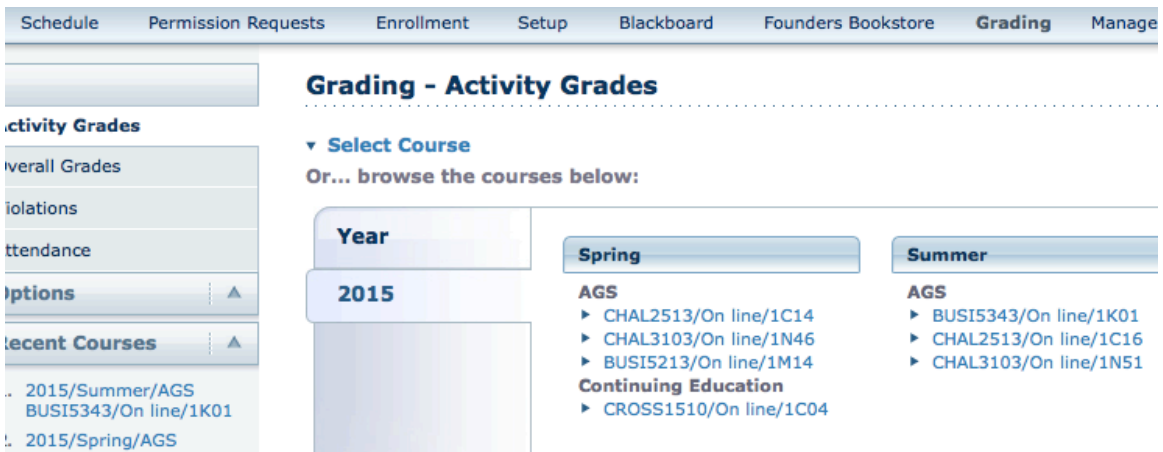 Schedule Permission Requests Enrollment Setup Blackboard Founders Bookstore Grading Manage
Grading - Activity Grades
ctivity Grades
verall Grades
iolations
ttendance
ptions
ecent Courses
. 2015/Summer/AGS
BUSI5343/On line/1K01
. 2015/Spring/AGS
Select Course
Or... browse the courses below:
Year
2015
Spring
AGS
CHAL2513/On line/1C14
CHAL3103/On line/1N46
BUSI5213/On line/1M14
Continuing Education
CROSS1510/On line/1C04
Summer
AGS
BUSI5343/On line/1K01
CHAL2513/On line/1C16
CHAL3103/On line/1N51